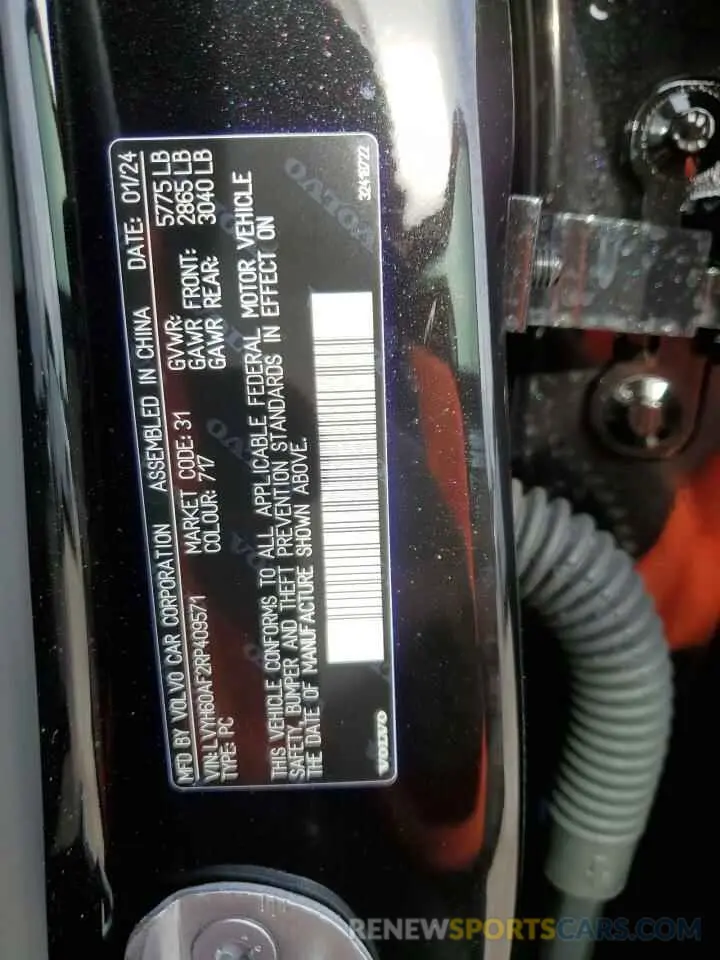 MFD BY VOLVO CAR CORPORATION ASSEMBLED IN CHINA DATE: 01/24
VIN: LVYH60AF2RP409571 MARKET CODE: 31 GVWR: 5775 LB
TYPE: PC COLOUR: 717 GAWR FRONT: 2865 LB
GAWR REAR: 3040 LB
THIS VEHICLE CONFORMS TO ALL APPLICABLE FEDERAL MOTOR VEHICLE
SAFETY, BUMPER AND THEFT PREVENTION STANDARDS IN EFFECT ON
THE DATE OF MANUFACTURE SHOWN ABOVE.
VOLVO
32418722
VOLVO
VOLVO
RENEWSPORTSCARS.COM